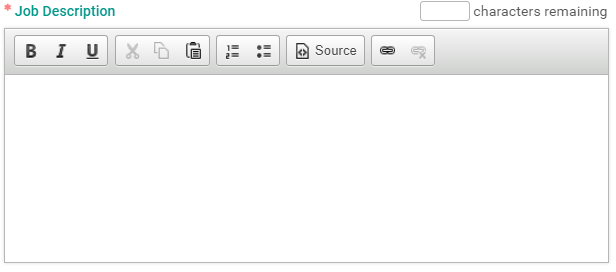 * Job Description characters remaining
B I U Source